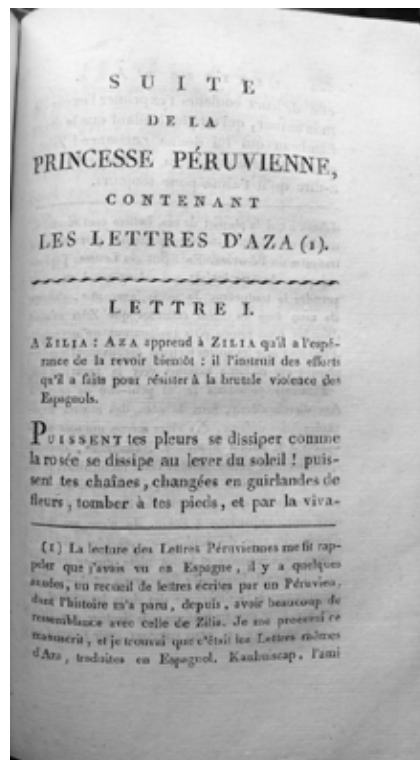 SUITE
DE LA
PRINCESSE PÉRUVIENNE,
CONTENANT
LES LETTRES D'AZA (1).
LETTRE I.
A ZILIA : AZA apprend à ZILIA qu'il a l'espé-
rance de la revoir bientôt : il l'instruit des efforts
qu'il a faits pour résister à la brutale violence des
Espagnols.
PUISSENT tes pleurs se dissiper comme
la rosée se dissipe au lever du soleil ! puis-
sent tes chaînes, changées en guirlandes de
fleurs, tomber à tes pieds, et par la viva-
(1) La lecture des Lettres Péruviennes me fit rap-
peler que j'avais vu en Espagne, il y a quelques
années, un recueil de lettres écrites par un Péruvien,
dont l'histoire m'a paru, depuis, avoir beaucoup de
ressemblance avec celle de Zilia. Je me procurai ce
manuscrit, et je trouvai que c'était les Lettres mêmes
d'Aza, traduites en Espagnol. Kanhuiscap, l'ami